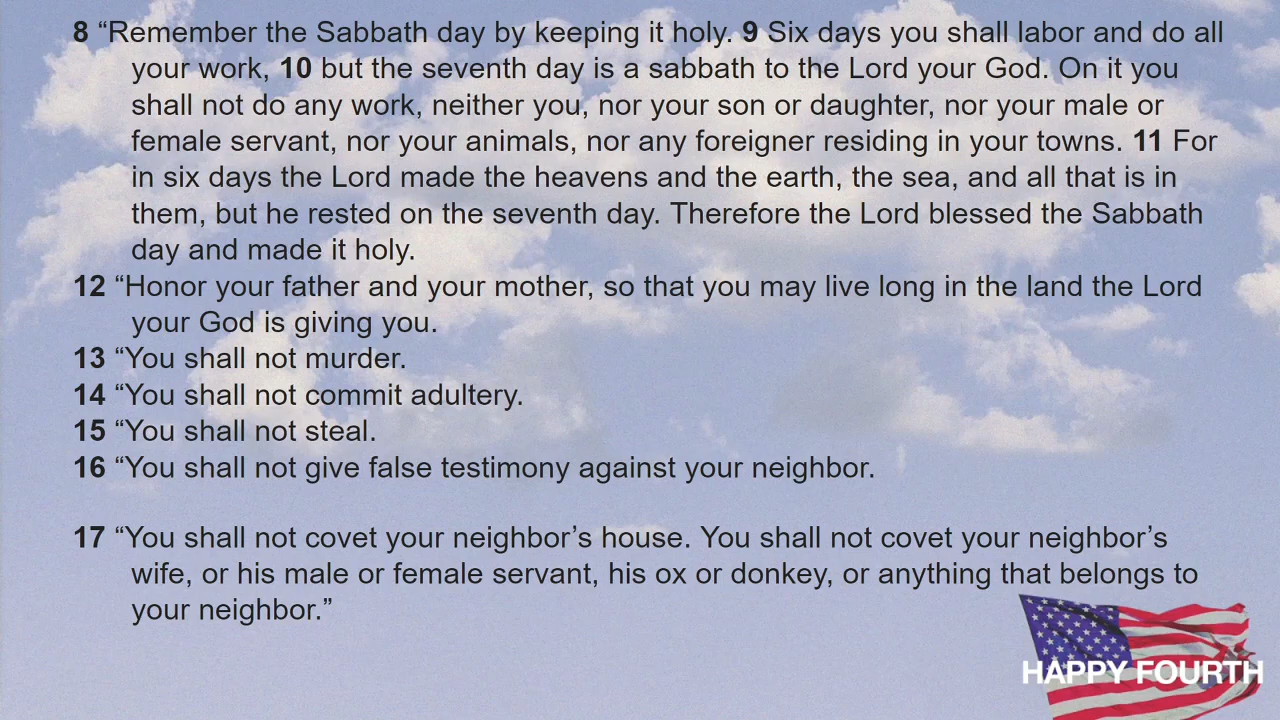 8 “Remember the Sabbath day by keeping it holy. 9 Six days you shall labor and do all
your work, 10 but the seventh day is a sabbath to the Lord your God. On it you
shall not do any work, neither you, nor your son or daughter, nor your male or
female servant, nor your animals, nor any foreigner residing in your towns. 11 For
in six days the Lord made the heavens and the earth, the sea, and all that is in
them, but he rested on the seventh day. Therefore the Lord blessed the Sabbath
day and made it holy.
12 “Honor your father and your mother, so that you may live long in the land the Lord
your God is giving you.
13 “You shall not murder.
14 “You shall not commit adultery.
15 “You shall not steal.
16 “You shall not give false testimony against your neighbor.
17 “You shall not covet your neighbor’s house. You shall not covet your neighbor’s
wife, or his male or female servant, his ox or donkey, or anything that belongs to
your neighbor.”
HAPPY FOURTH